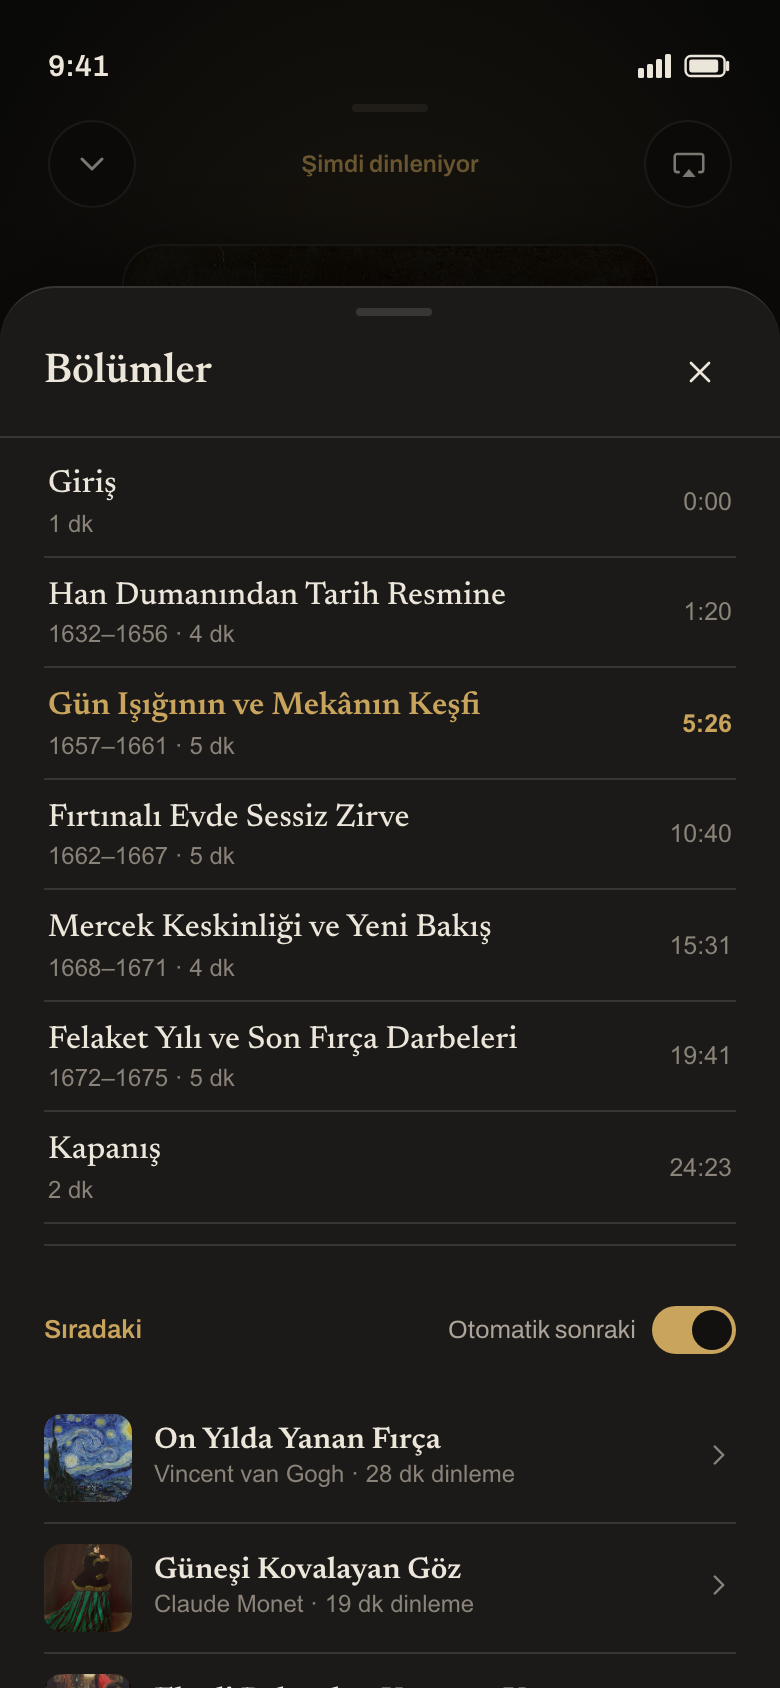 9:41
Şimdi dinleniyor
Bölümler
Giriş
0:00
1 dk
Han Dumanından Tarih Resmine
1:20
1632–1656 · 4 dk
Gün Işığının ve Mekânın Keşfi
5:26
1657–1661 · 5 dk
Fırtınalı Evde Sessiz Zirve
10:40
1662–1667 · 5 dk
Mercek Keskinliği ve Yeni Bakış
15:31
1668–1671 · 4 dk
Felaket Yılı ve Son Fırça Darbeleri
19:41
1672–1675 · 5 dk
Kapanış
24:23
2 dk
Sıradaki
Otomatik sonraki
On Yılda Yanan Fırça
Vincent van Gogh · 28 dk dinleme
Güneşi Kovalayan Göz
Claude Monet · 19 dk dinleme